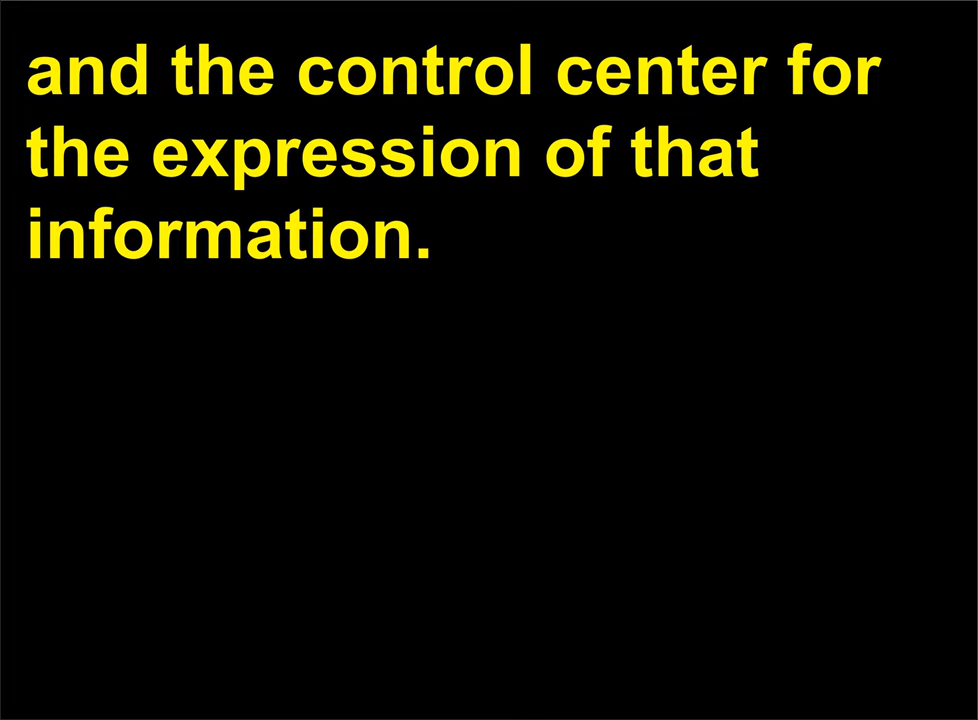 and the control center for
the expression of that
information.